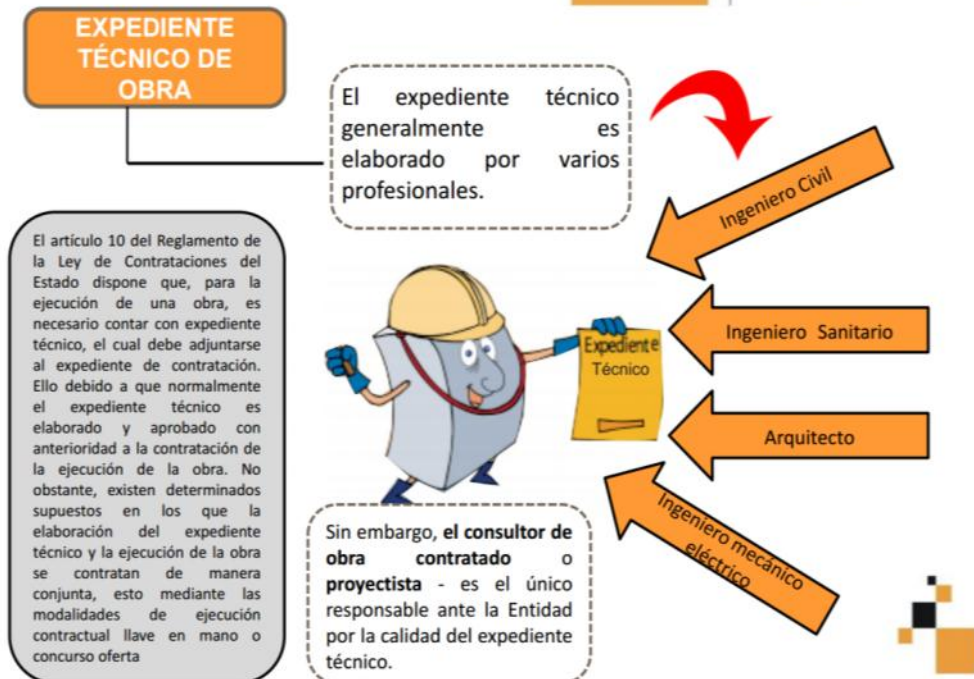 EXPEDIENTE
TÉCNICO DE
OBRA
El expediente técnico
generalmente es
elaborado por varios
profesionales.
El artículo 10 del Reglamento de
la Ley de Contrataciones del
Estado dispone que, para la
ejecución de una obra, es
necesario contar con expediente
técnico, el cual debe adjuntarse
al expediente de contratación.
Ello debido a que normalmente
el expediente técnico es
elaborado y aprobado con
anterioridad a la contratación de
la ejecución de la obra. No
obstante, existen determinados
supuestos en los que la
elaboración del expediente
técnico y la ejecución de la obra
se contratan de manera
conjunta, esto mediante las
modalidades de ejecución
contractual llave en mano o
concurso oferta
Expediente
Técnico
Ingeniero Civil
Ingeniero Sanitario
Arquitecto
Ingeniero mecánico
eléctrico
Sin embargo, el consultor de
obra contratado o
proyectista - es el único
responsable ante la Entidad
por la calidad del expediente
técnico.